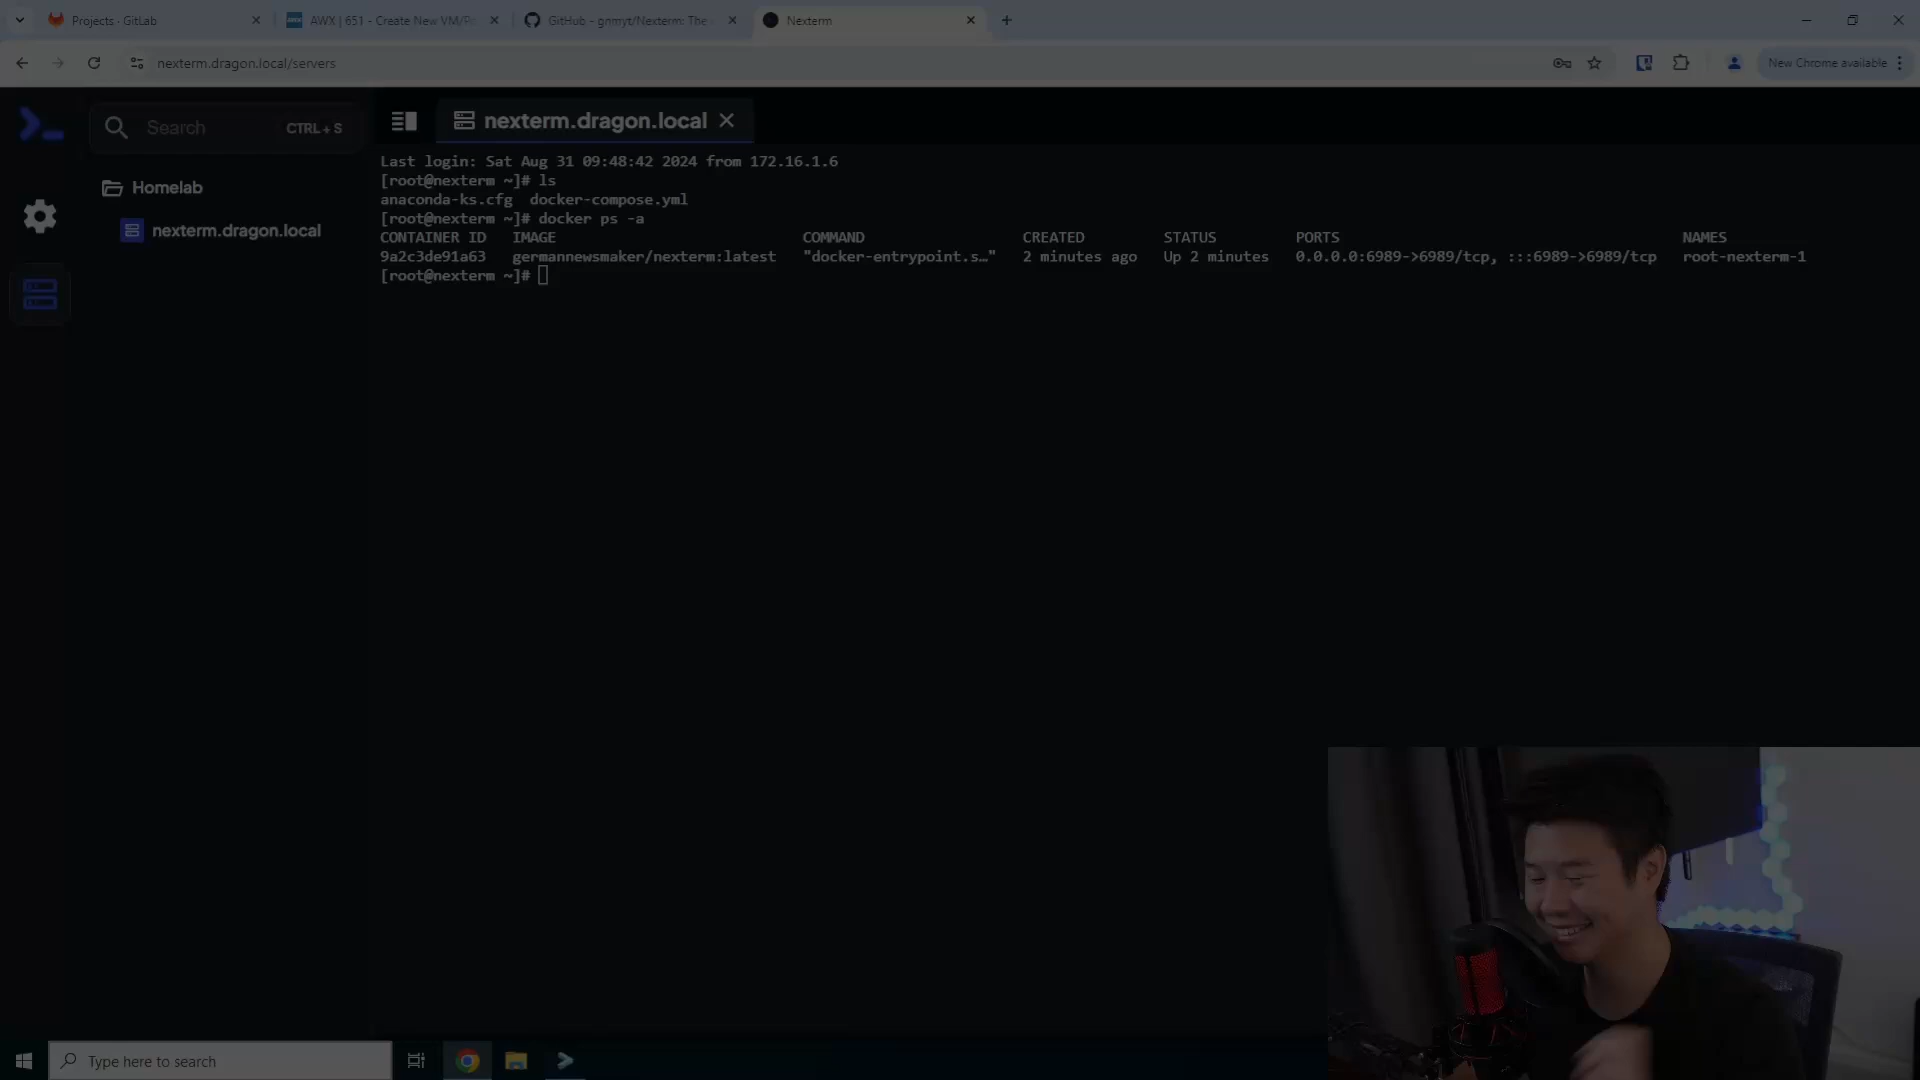 Projects · GitLab
AWX | 651 - Create New VM/Pr
GitHub - gnmyt/Nexterm: The
Nexterm
nexterm.dragon.local/servers
New Chrome available
Search
CTRL + S
nexterm.dragon.local
Homelab
nexterm.dragon.local
Last login: Sat Aug 31 09:48:42 2024 from 172.16.1.6
[root@nexterm ~]# ls
anaconda-ks.cfg docker-compose.yml
[root@nexterm ~]# docker ps -a
CONTAINER ID IMAGE COMMAND CREATED STATUS PORTS NAMES
9a2c3de91a63 germannewsmaker/nexterm:latest "docker-entrypoint.s…" 2 minutes ago Up 2 minutes 0.0.0.0:6989->6989/tcp, :::6989->6989/tcp root-nexterm-1
[root@nexterm ~]#
Type here to search